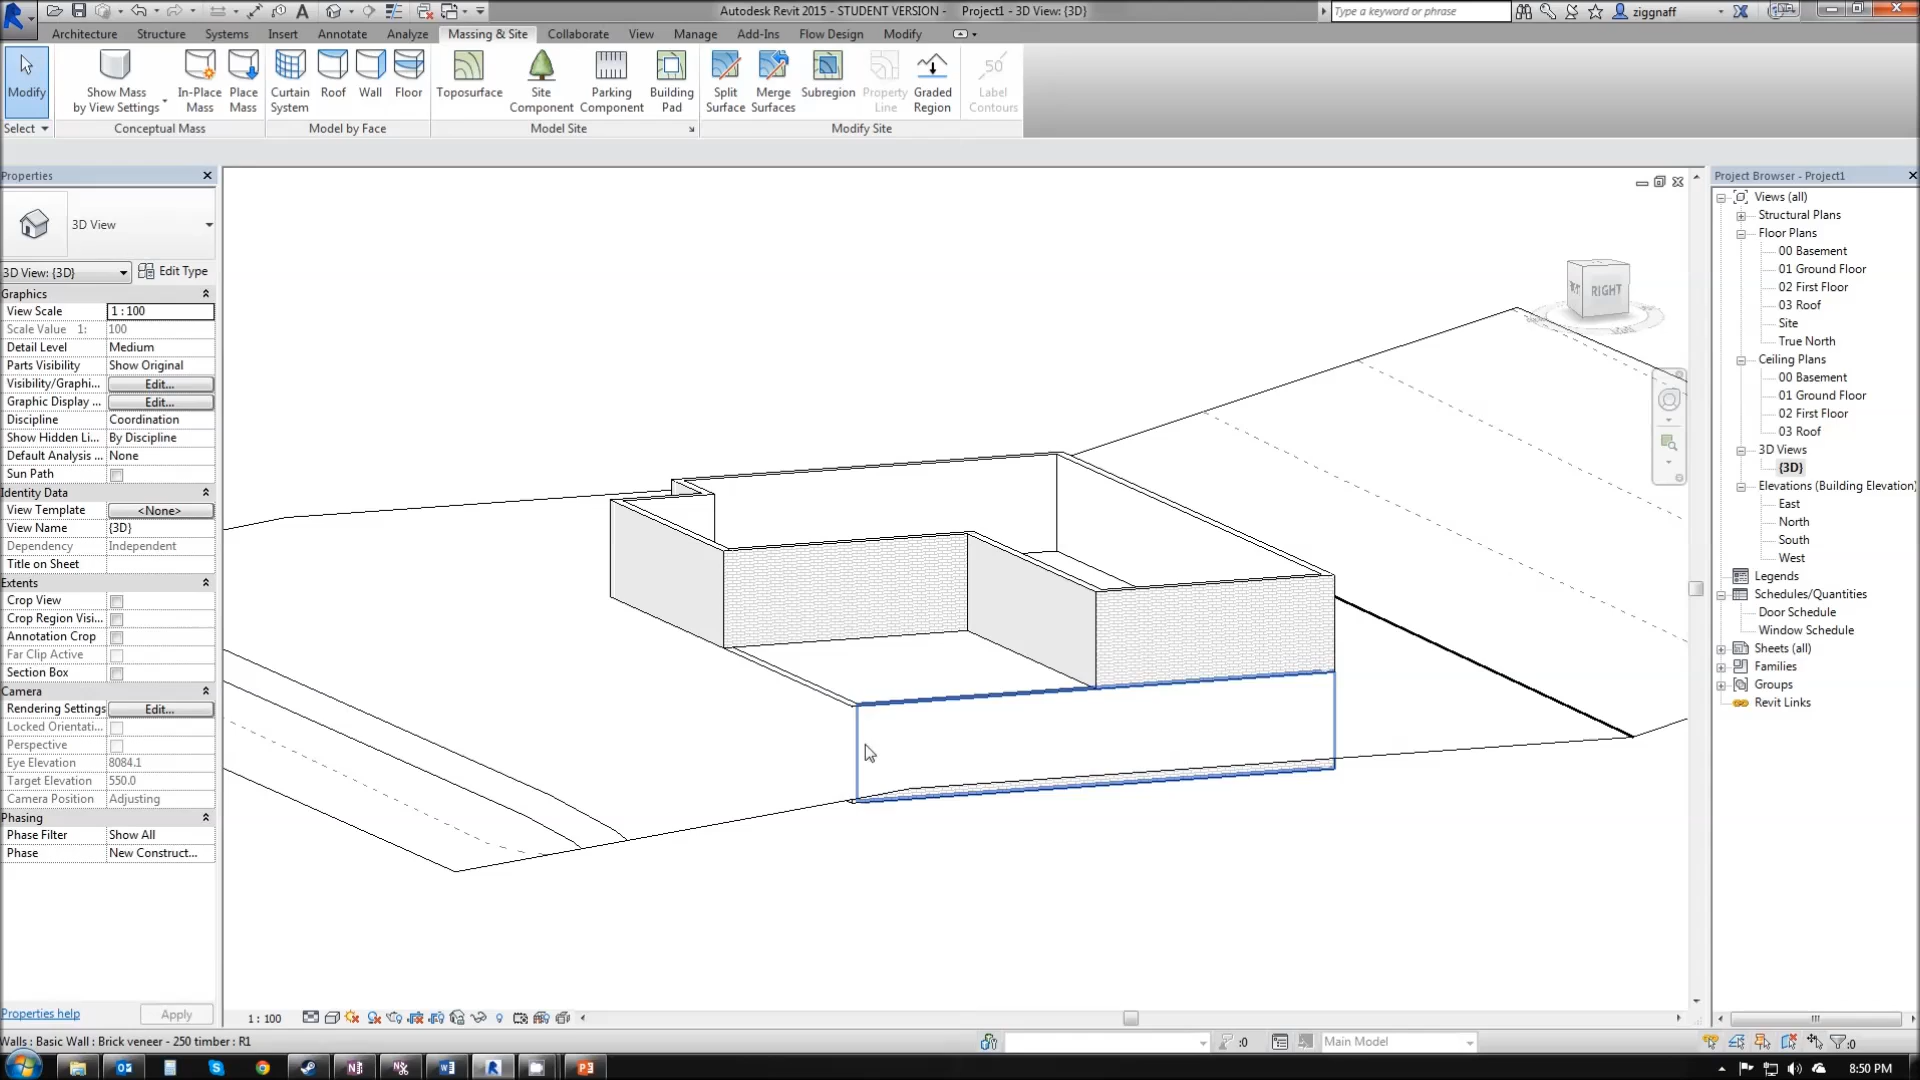 Autodesk Revit 2015 - STUDENT VERSION - Project1 - 3D View: {3D}
Type a keyword or phrase
ziggnaff
Architecture Structure Systems Insert Annotate Analyze Massing & Site Collaborate View Manage Add-Ins Flow Design Modify
Modify
Show Mass
by View Settings
In-Place
Mass
Place
Mass
Curtain
System
Roof
Wall
Floor
Toposurface
Site
Component
Parking
Component
Building
Pad
Split
Surface
Merge
Surfaces
Subregion
Property
Line
Graded
Region
50
Label
Contours
Select
Conceptual Mass
Model by Face
Model Site
Modify Site
Properties
3D View
3D View: {3D}
Edit Type
Graphics
View Scale 1 : 100
Scale Value 1: 100
Detail Level Medium
Parts Visibility Show Original
Visibility/Graphi... Edit...
Graphic Display ... Edit...
Discipline Coordination
Show Hidden Li... By Discipline
Default Analysis ... None
Sun Path
Identity Data
View Template <None>
View Name {3D}
Dependency Independent
Title on Sheet
Extents
Crop View
Crop Region Visi...
Annotation Crop
Far Clip Active
Section Box
Camera
Rendering Settings Edit...
Locked Orientati...
Perspective
Eye Elevation 8084.1
Target Elevation 550.0
Camera Position Adjusting
Phasing
Phase Filter Show All
Phase New Construct...
Properties help
Apply
RIGHT
Project Browser - Project1
Views (all)
Structural Plans
Floor Plans
00 Basement
01 Ground Floor
02 First Floor
03 Roof
Site
True North
Ceiling Plans
00 Basement
01 Ground Floor
02 First Floor
03 Roof
3D Views
{3D}
Elevations (Building Elevation)
East
North
South
West
Legends
Schedules/Quantities
Door Schedule
Window Schedule
Sheets (all)
Families
Groups
Revit Links
1 : 100
Walls : Basic Wall : Brick veneer - 250 timber : R1
:0
Main Model
:0
8:50 PM